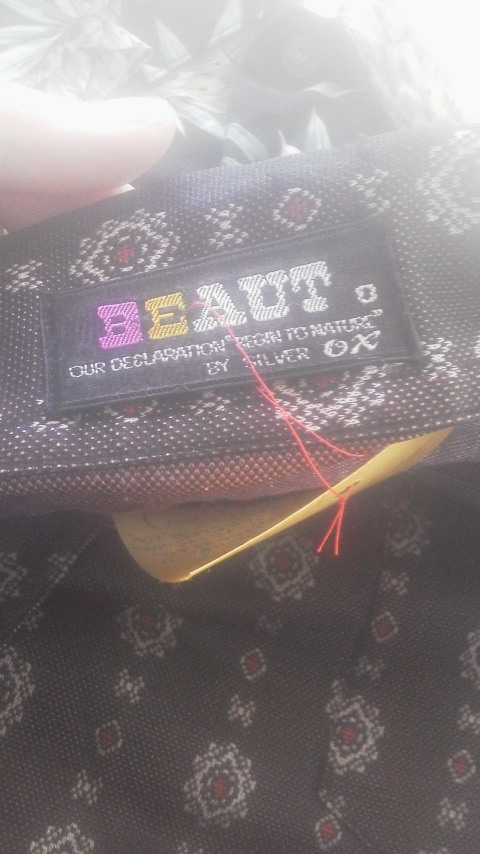 BEAUT
OUR DECLARATION "BEGIN TO NATURE"
BY SILVER OX